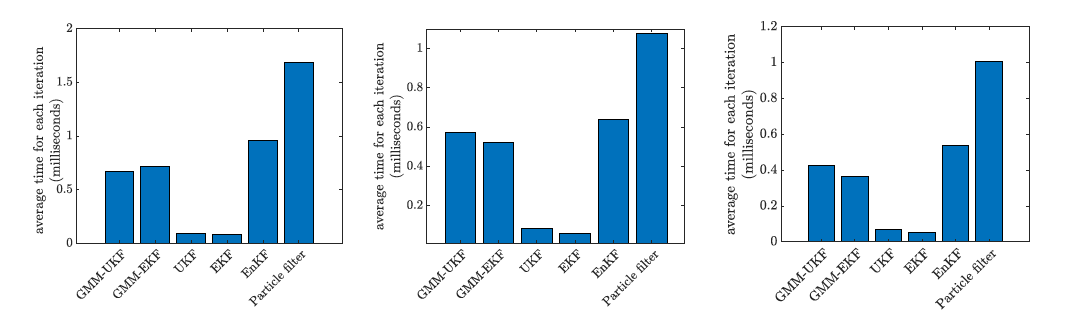 average time for each iteration
(milliseconds)
2
1.5
1
0.5
0
GMM-UKF
GMM-EKF
UKF
EKF
EnKF
Particle filter
average time for each iteration
(milliseconds)
1
0.8
0.6
0.4
0.2
GMM-UKF
GMM-EKF
UKF
EKF
EnKF
Particle filter
average time for each iteration
(milliseconds)
1.2
1
0.8
0.6
0.4
0.2
0
GMM-UKF
GMM-EKF
UKF
EKF
EnKF
Particle filter